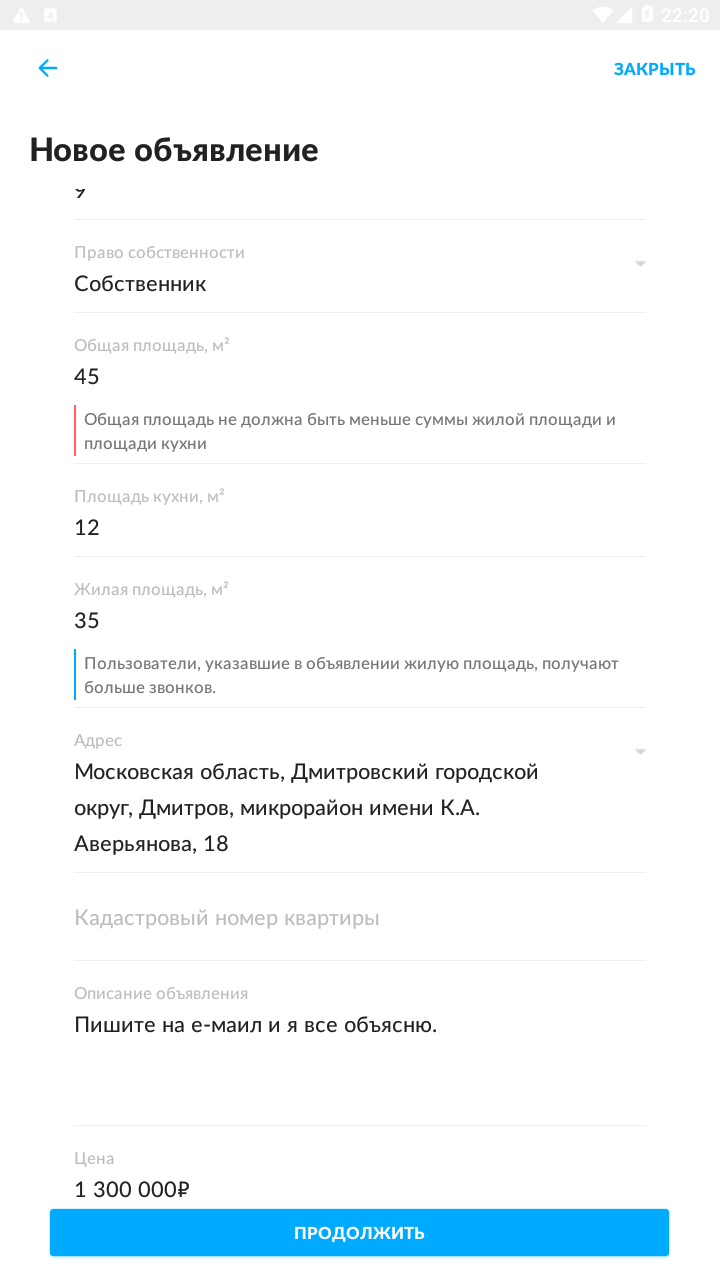 22:20
ЗАКРЫТЬ
Новое объявление
Право собственности
Собственник
Общая площадь, м²
45
Общая площадь не должна быть меньше суммы жилой площади и
площади кухни
Площадь кухни, м²
12
Жилая площадь, м²
35
Пользователи, указавшие в объявлении жилую площадь, получают
больше звонков.
Адрес
Московская область, Дмитровский городской
округ, Дмитров, микрорайон имени К.А.
Аверьянова, 18
Кадастровый номер квартиры
Описание объявления
Пишите на е-маил и я все объясню.
Цена
1 300 000₽
ПРОДОЛЖИТЬ